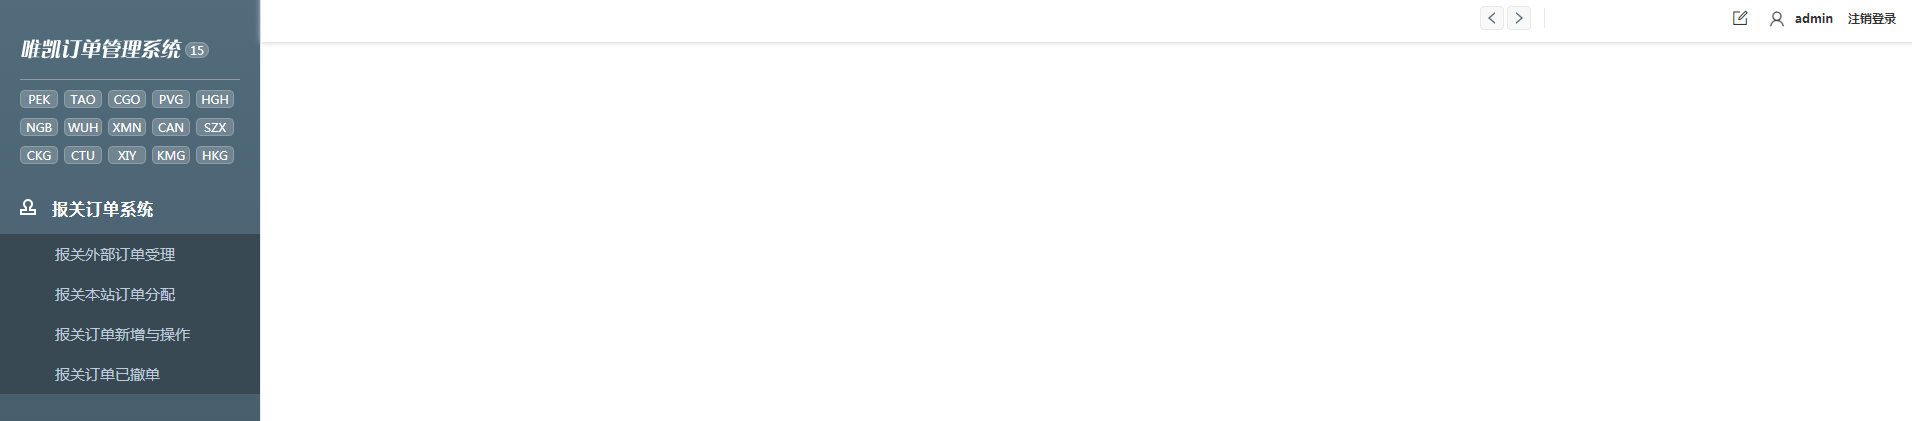 唯凯订单管理系统 15
admin 注销登录
PEK TAO CGO PVG HGH
NGB WUH XMN CAN SZX
CKG CTU XIY KMG HKG
报关订单系统
报关外部订单受理
报关本站订单分配
报关订单新增与操作
报关订单已撤单